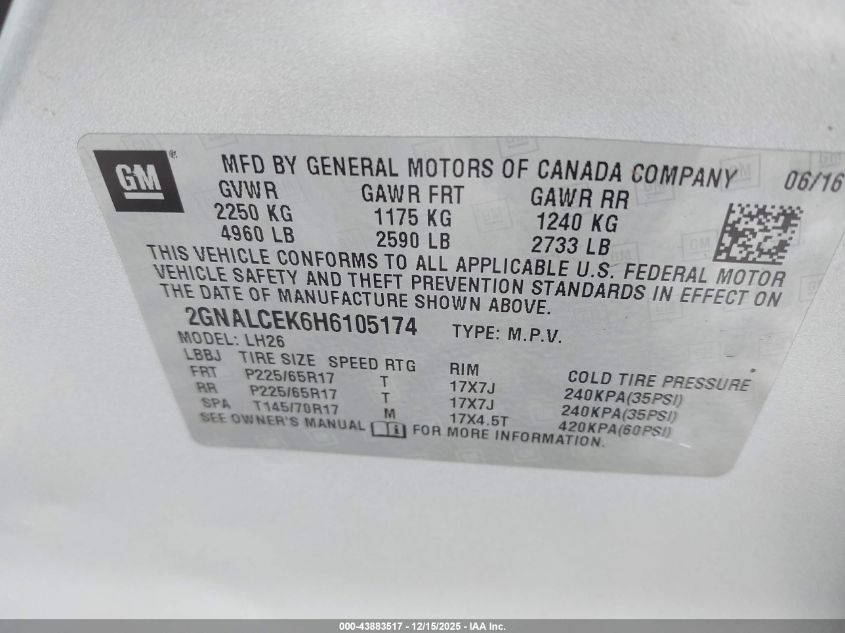 GM
MFD BY GENERAL MOTORS OF CANADA COMPANY 06/16
GVWR GAWR FRT GAWR RR
2250 KG 1175 KG 1240 KG
4960 LB 2590 LB 2733 LB
THIS VEHICLE CONFORMS TO ALL APPLICABLE U.S. FEDERAL MOTOR
VEHICLE SAFETY AND THEFT PREVENTION STANDARDS IN EFFECT ON
THE DATE OF MANUFACTURE SHOWN ABOVE.
2GNALCEK6H6105174 TYPE: M.P.V.
MODEL: LH26
LBBJ TIRE SIZE SPEED RTG RIM COLD TIRE PRESSURE
FRT P225/65R17 T 17X7J 240KPA(35PSI)
RR P225/65R17 T 17X7J 240KPA(35PSI)
SPA T145/70R17 M 17X4.5T 420KPA(60PSI)
SEE OWNER'S MANUAL FOR MORE INFORMATION.
000-43883517 - 12/15/2025 - IAA Inc.